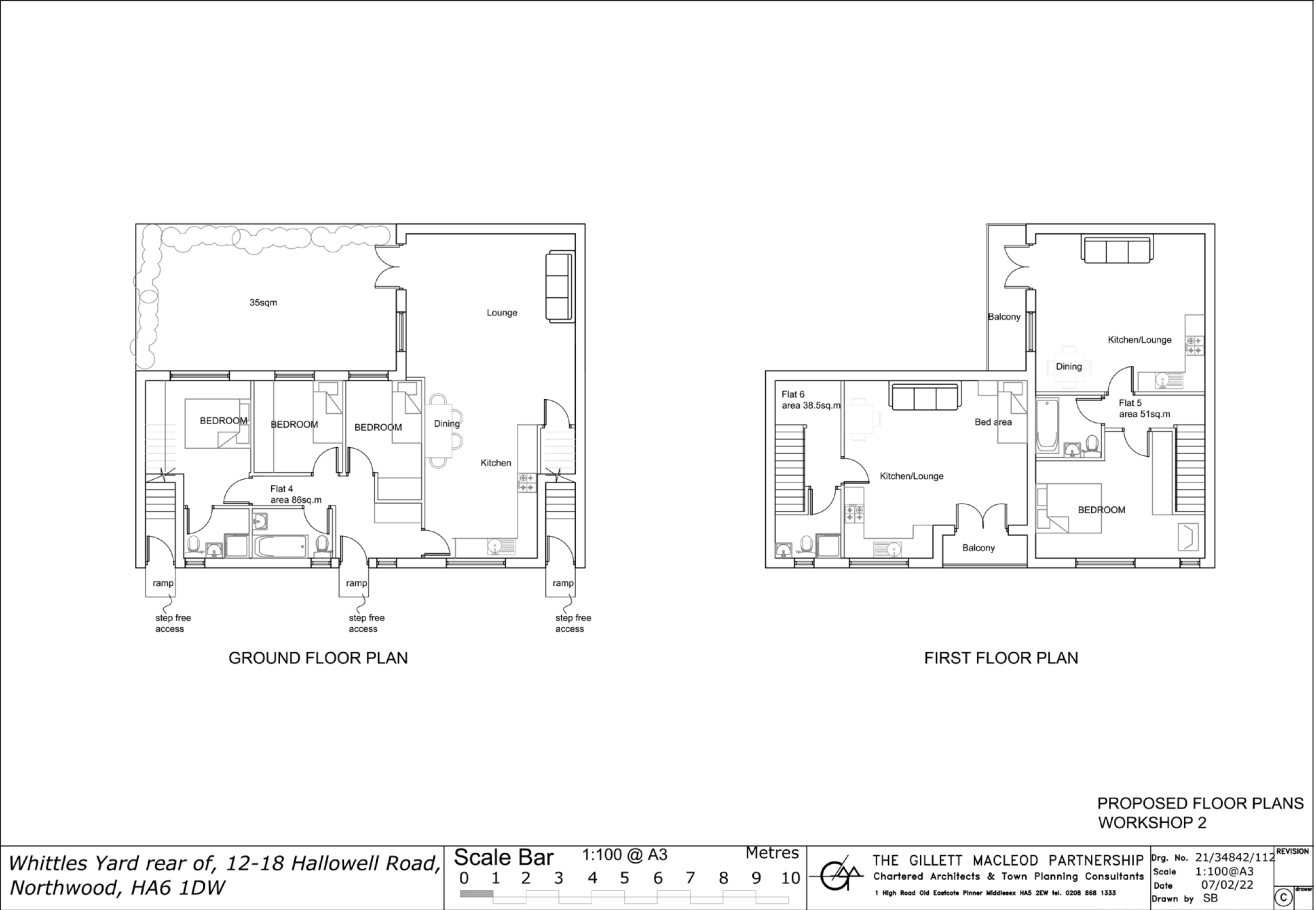 35sqm
Lounge
BEDROOM
BEDROOM
BEDROOM
Dining
Kitchen
Flat 4
area 86sq.m
ramp
ramp
ramp
step free
access
step free
access
step free
access
GROUND FLOOR PLAN
Balcony
Kitchen/Lounge
Dining
Flat 6
area 38.5sq.m
Flat 5
area 51sq.m
Bed area
Kitchen/Lounge
BEDROOM
Balcony
FIRST FLOOR PLAN
PROPOSED FLOOR PLANS
WORKSHOP 2
Whittles Yard rear of, 12-18 Hallowell Road,
Northwood, HA6 1DW
Scale Bar 1:100 @ A3 Metres
0 1 2 3 4 5 6 7 8 9 10
THE GILLETT MACLEOD PARTNERSHIP
Chartered Architects & Town Planning Consultants
1 High Road Old Eastcote Pinner Middlesex HA5 2EW tel. 0208 868 1333
Drg. No. 21/34842/112
Scale 1:100@A3
Date 07/02/22
Drawn by SB
REVISION
C
drawer